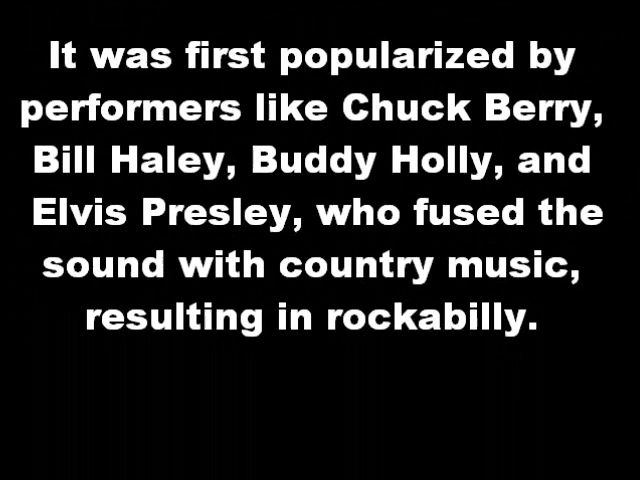 It was first popularized by
performers like Chuck Berry,
Bill Haley, Buddy Holly, and
Elvis Presley, who fused the
sound with country music,
resulting in rockabilly.